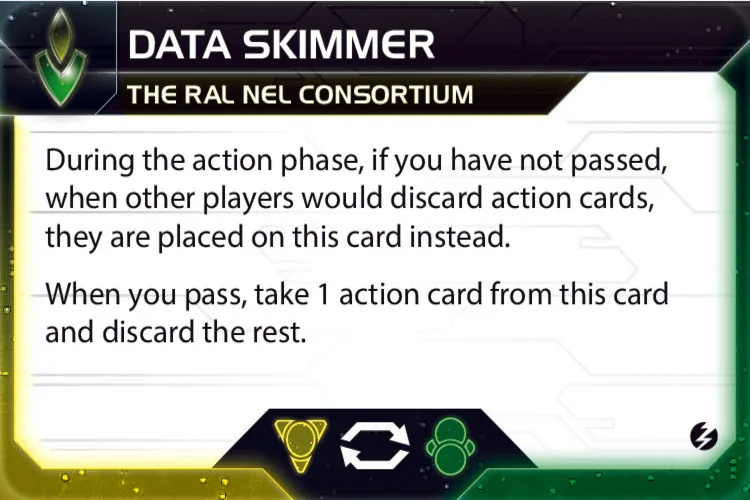 DATA SKIMMER
THE RAL NEL CONSORTIUM
During the action phase, if you have not passed,
when other players would discard action cards,
they are placed on this card instead.
When you pass, take 1 action card from this card
and discard the rest.